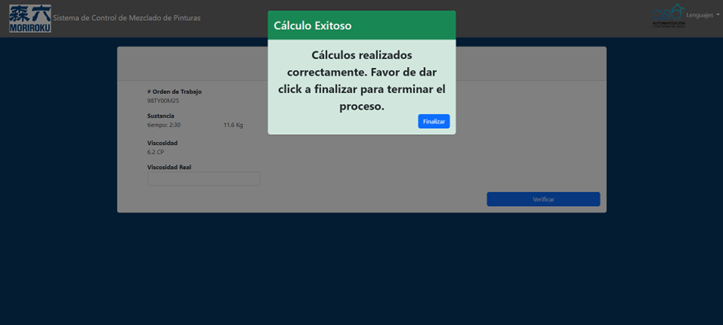 森六
MORIROKU
Sistema de Control de Mezclado de Pinturas
Lenguajes
Cálculo Exitoso
Cálculos realizados
correctamente. Favor de dar
click a finalizar para terminar el
proceso.
Finalizar
# Orden de Trabajo
98TY00M25
Sustancia
tiempo: 2:30 11.6 Kg
Viscosidad
6.2 CP
Viscosidad Real
Verificar